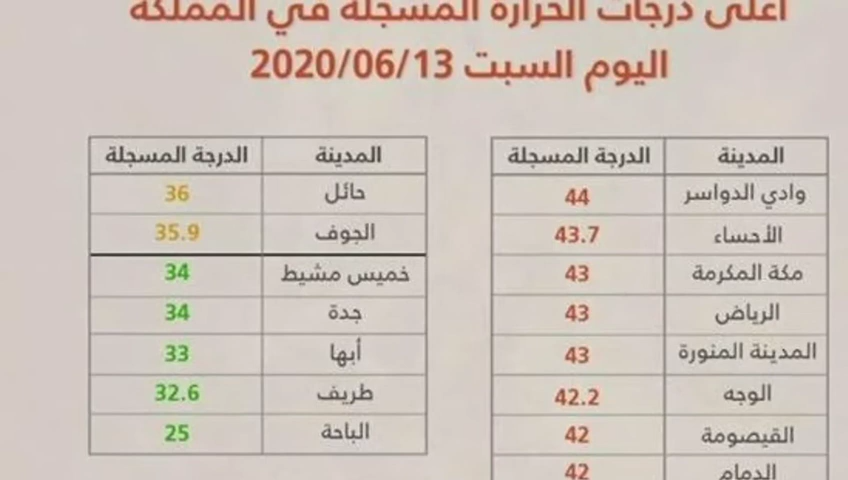 أعلى درجات الحرارة المسجلة في المملكة
اليوم السبت 2020/06/13
المدينة الدرجة المسجلة
وادي الدواسر 44
الأحساء 43.7
مكة المكرمة 43
الرياض 43
المدينة المنورة 43
الوجه 42.2
القيصومة 42
الدمام 42
المدينة الدرجة المسجلة
حائل 36
الجوف 35.9
خميس مشيط 34
جدة 34
أبها 33
طريف 32.6
الباحة 25